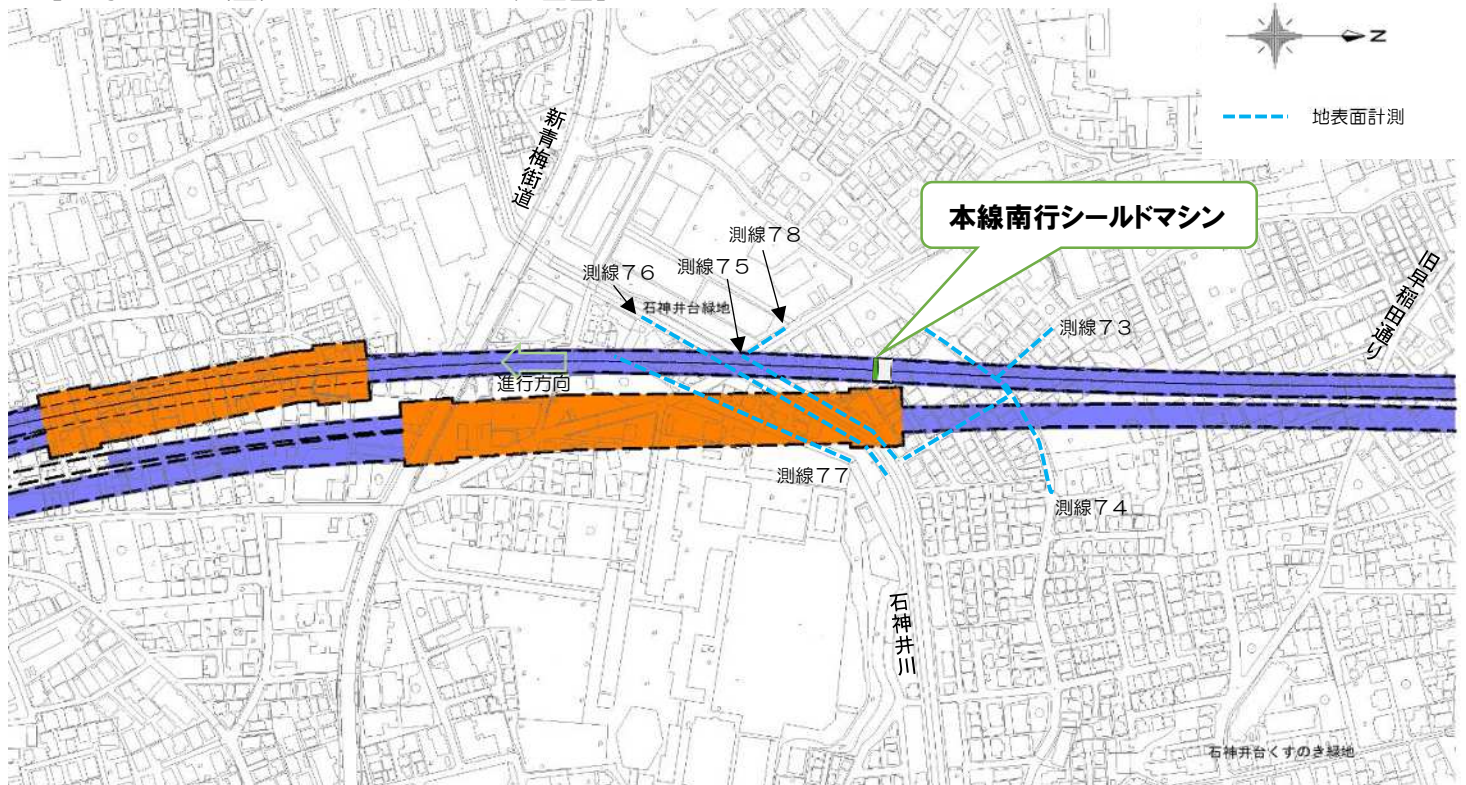 N
地表面計測
新青梅街道
本線南行シールドマシン
測線78
測線75
測線76
石神井台緑地
測線73
旧早稲田通り
進行方向
測線77
測線74
石神井川
石神井台くすのき緑地